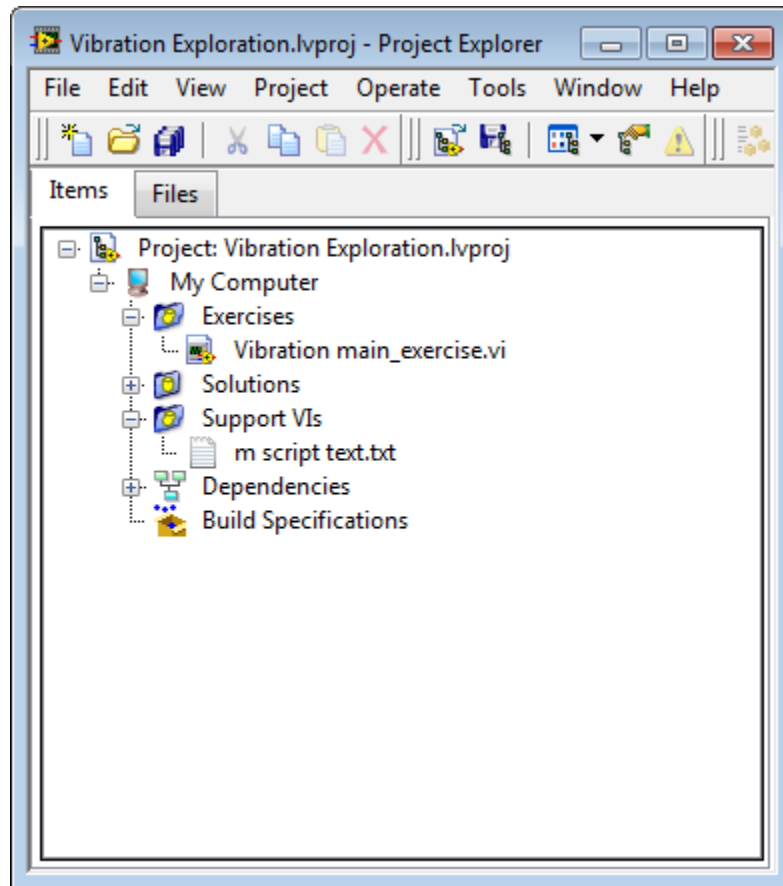 Vibration Exploration.lvproj - Project Explorer
File Edit View Project Operate Tools Window Help
Items Files
Project: Vibration Exploration.lvproj
My Computer
Exercises
Vibration main_exercise.vi
Solutions
Support VIs
m script text.txt
Dependencies
Build Specifications